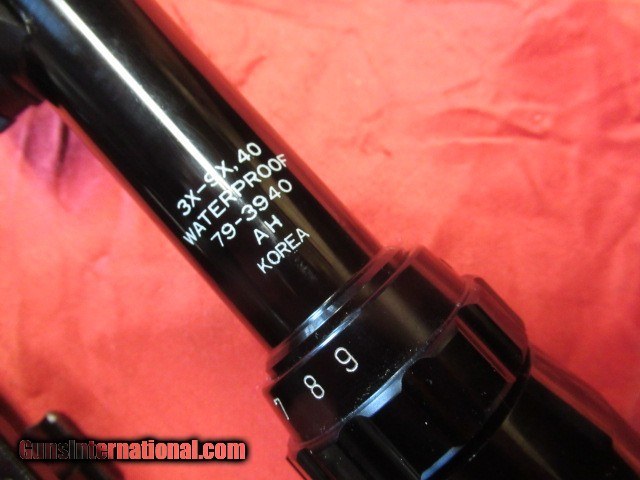 3X-9X,40
WATERPROOF
79-3940
AH
KOREA
7 8 9
GunsInternational.com